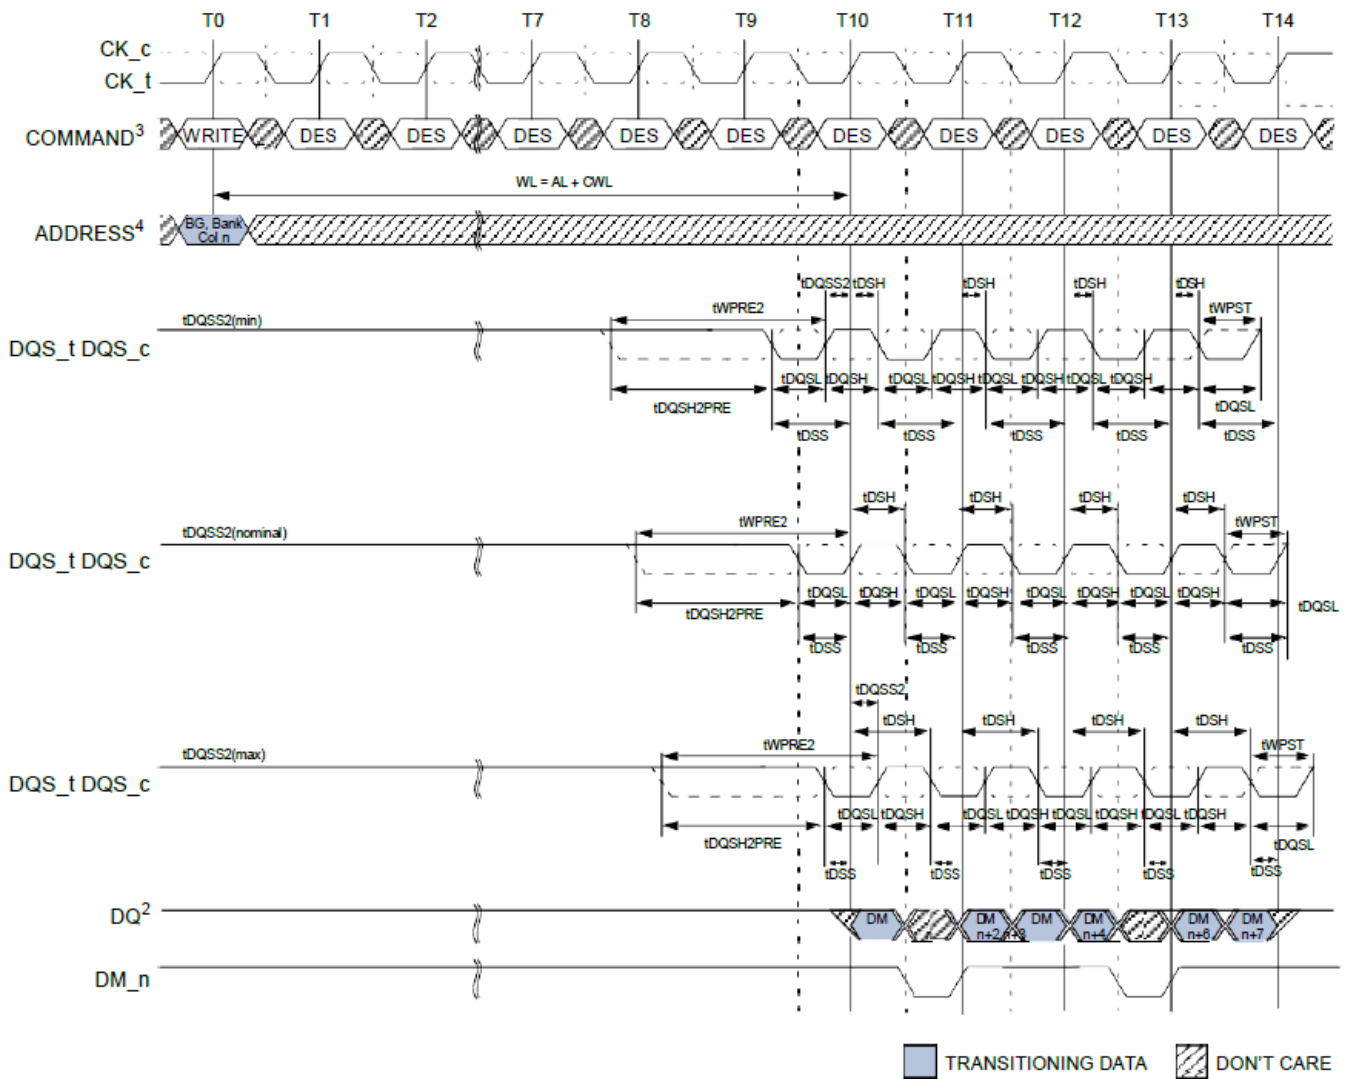 T0 T1 T2 T7 T8 T9 T10 T11 T12 T13 T14
CK_c
CK_t
COMMAND3 WRITE DES DES DES DES DES DES DES DES DES DES
WL = AL + CWL
ADDRESS4 BG, Bank
Col n
tDQSS2 tDSH tDSH tDSH tDSH
tWPRE2 tWPST
tDQSS2(min)
DQS_t DQS_c
tDQSL tDQSH tDQSL tDQSH tDQSL tDQSH tDQSL tDQSH
tDQSH2PRE tDQSL
tDSS tDSS tDSS tDSS tDSS
tDSH tDSH tDSH tDSH
tWPRE2 tWPST
tDQSS2(nominal)
DQS_t DQS_c
tDQSL tDQSH tDQSL tDQSH tDQSL tDQSH tDQSL tDQSH
tDQSH2PRE tDQSL
tDSS tDSS tDSS tDSS tDSS
tDQSS2
tDSH tDSH tDSH tDSH
tWPRE2 tWPST
tDQSS2(max)
DQS_t DQS_c
tDQSL tDQSH tDQSL tDQSH tDQSL tDQSH tDQSL tDQSH
tDQSH2PRE tDQSL
tDSS tDSS tDSS tDSS tDSS
DQ2 DM DM DM DM DM DM
n+2 n+3 n+4 n+6 n+7
DM_n
TRANSITIONING DATA DON'T CARE